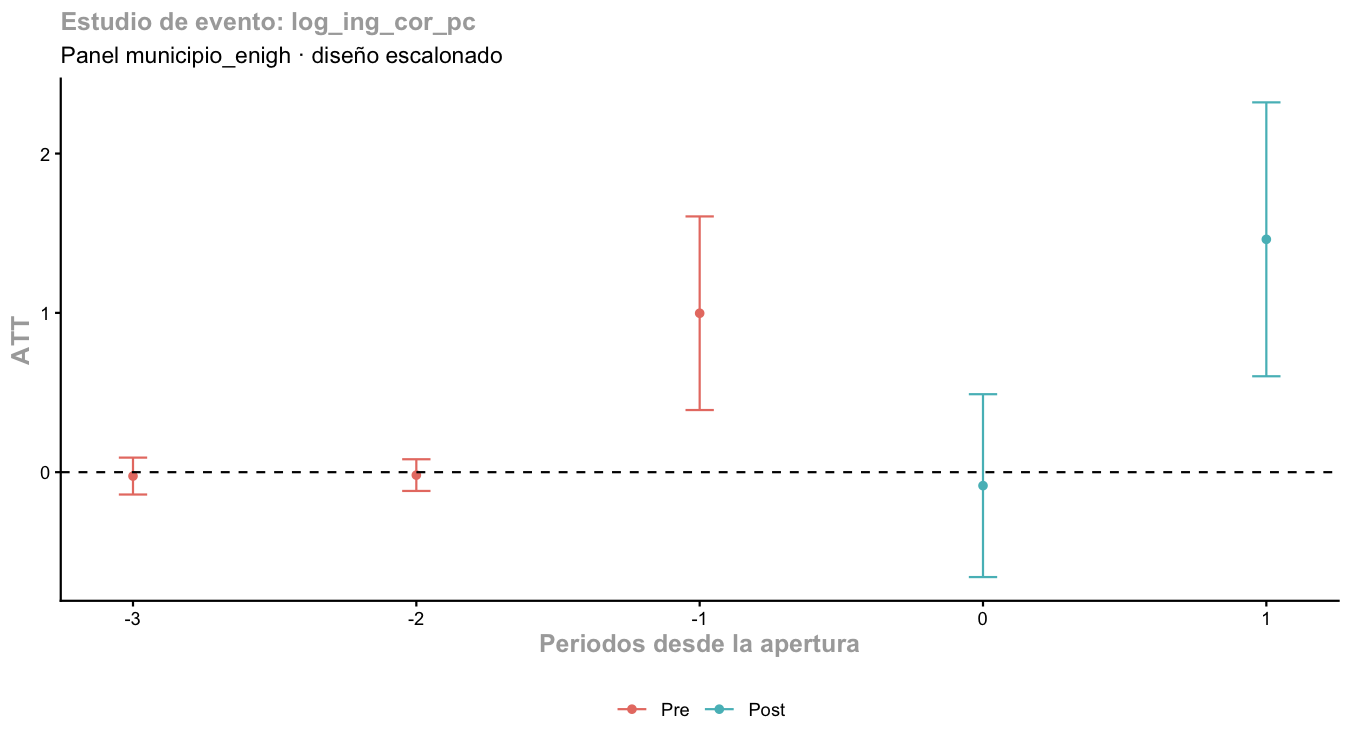 Estudio de evento: log_ing_cor_pc
Panel municipio_enigh · diseño escalonado
ATT
2
1
0
-3 -2 -1 0 1
Periodos desde la apertura
Pre Post